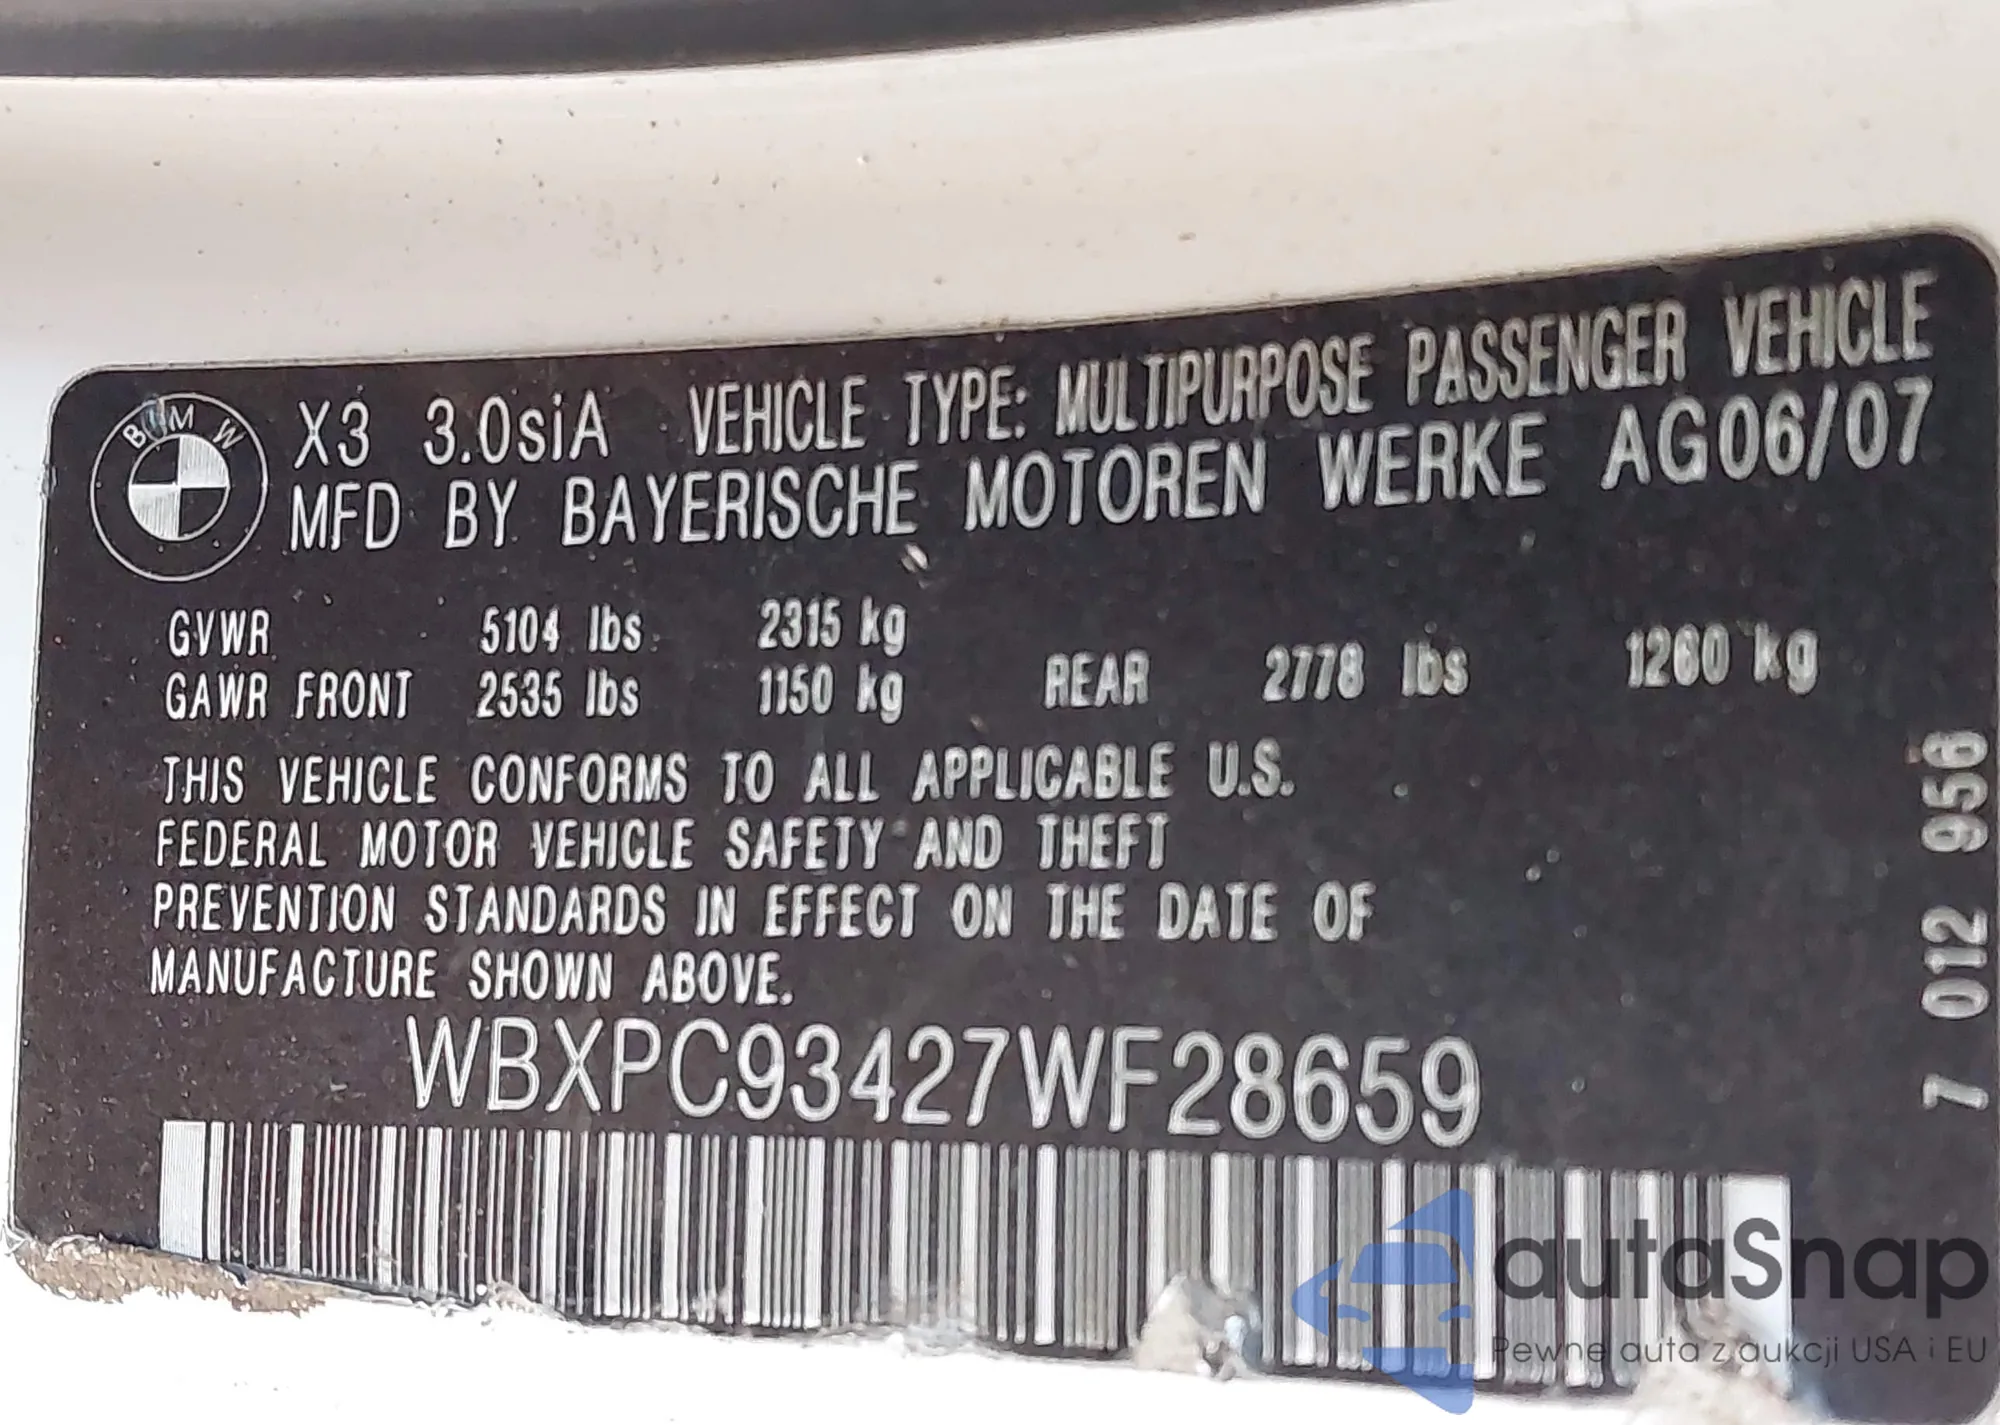 BMW
X3 3.0siA VEHICLE TYPE: MULTIPURPOSE PASSENGER VEHICLE
MFD BY BAYERISCHE MOTOREN WERKE AG06/07
GVWR 5104 lbs 2315 kg
GAWR FRONT 2535 lbs 1150 kg REAR 2778 lbs 1260 kg
THIS VEHICLE CONFORMS TO ALL APPLICABLE U.S.
FEDERAL MOTOR VEHICLE SAFETY AND THEFT
PREVENTION STANDARDS IN EFFECT ON THE DATE OF
MANUFACTURE SHOWN ABOVE.
WBXPC93427WF28659
7 012 956
autaSnap
Pewne auta z aukcji USA i EU